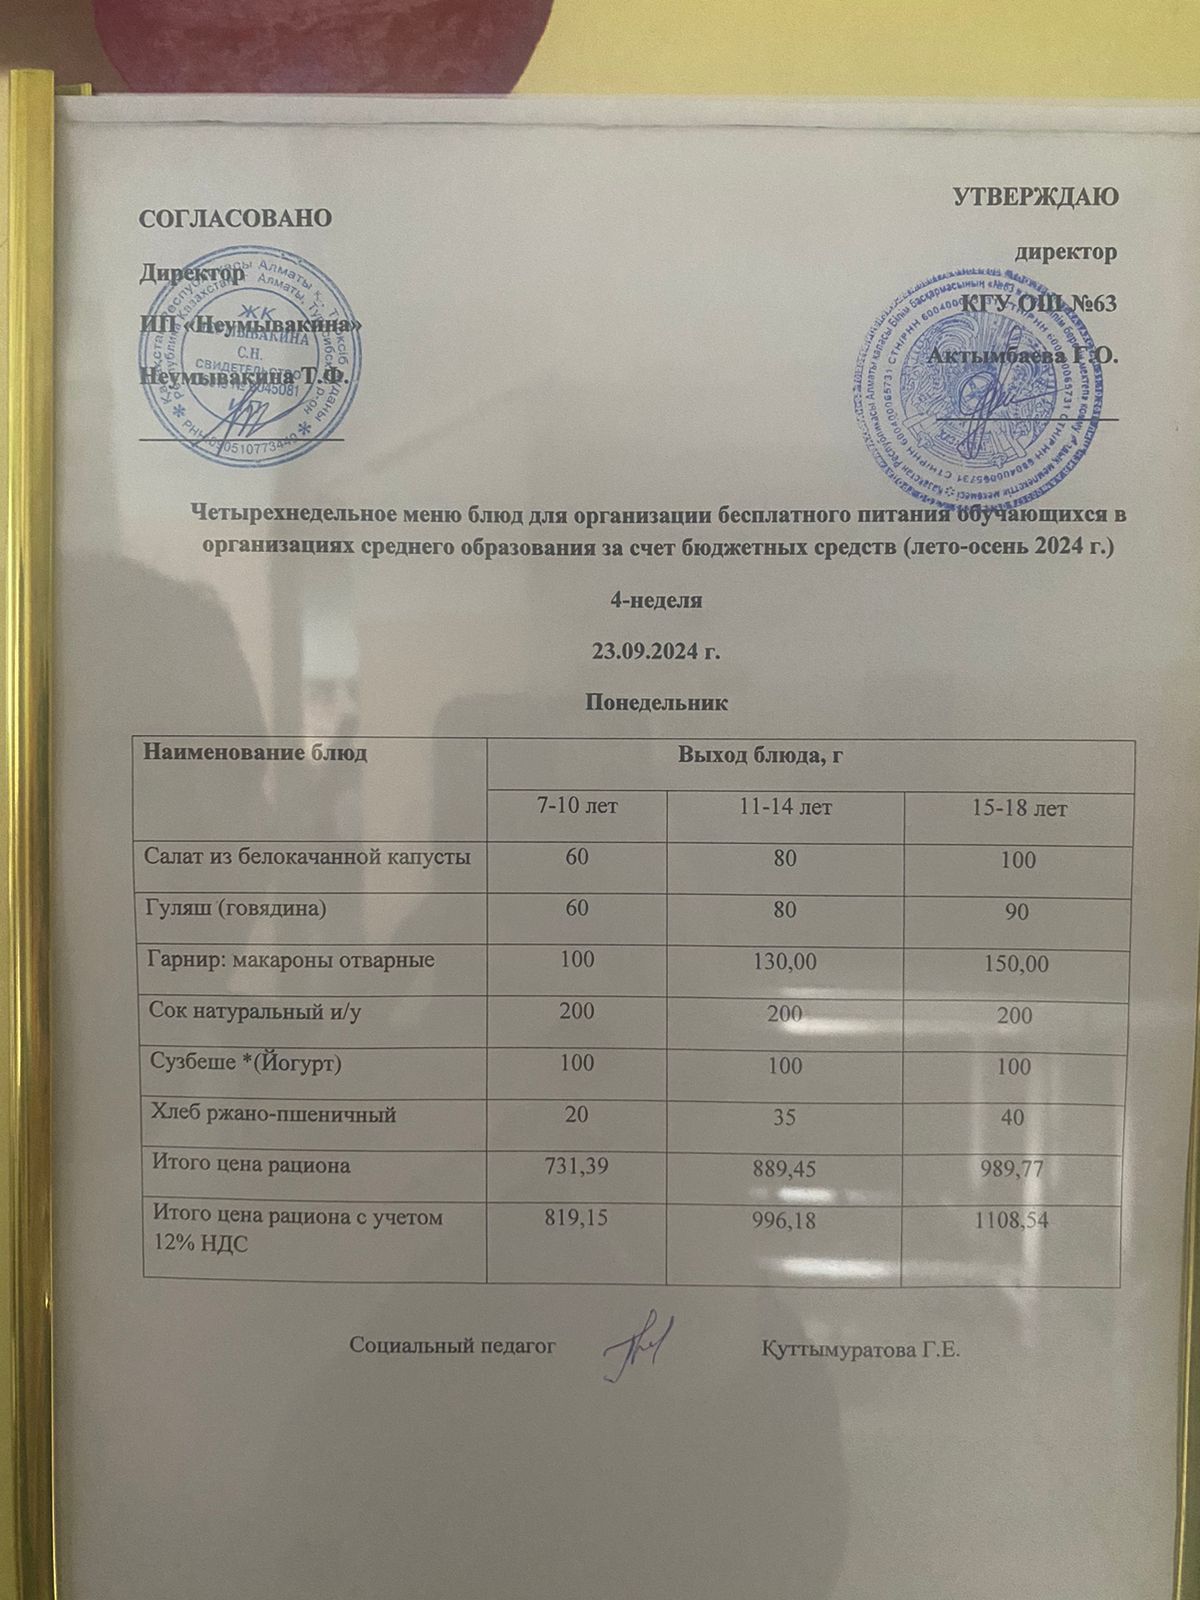 СОГЛАСОВАНО
Директор
ИП «Неумывакина»
Неумывакина Т.Ф.
УТВЕРЖДАЮ
директор
КГУ ОШ №63
Актымбаева Г.О.
ЖК
НЕУМЫВАКИНА
С.Н.
СВИДЕТЕЛЬСТВО
ИП
Четырехнедельное меню блюд для организации бесплатного питания обучающихся в
организациях среднего образования за счет бюджетных средств (лето-осень 2024 г.)
4-неделя
23.09.2024 г.
Понедельник
Наименование блюд Выход блюда, г
7-10 лет 11-14 лет 15-18 лет
Салат из белокачанной капусты 60 80 100
Гуляш (говядина) 60 80 90
Гарнир: макароны отварные 100 130,00 150,00
Сок натуральный и/у 200 200 200
Сузбеше *(Йогурт) 100 100 100
Хлеб ржано-пшеничный 20 35 40
Итого цена рациона 731,39 889,45 989,77
Итого цена рациона с учетом 819,15 996,18 1108,54
12% НДС
Социальный педагог Қуттымуратова Г.Е.